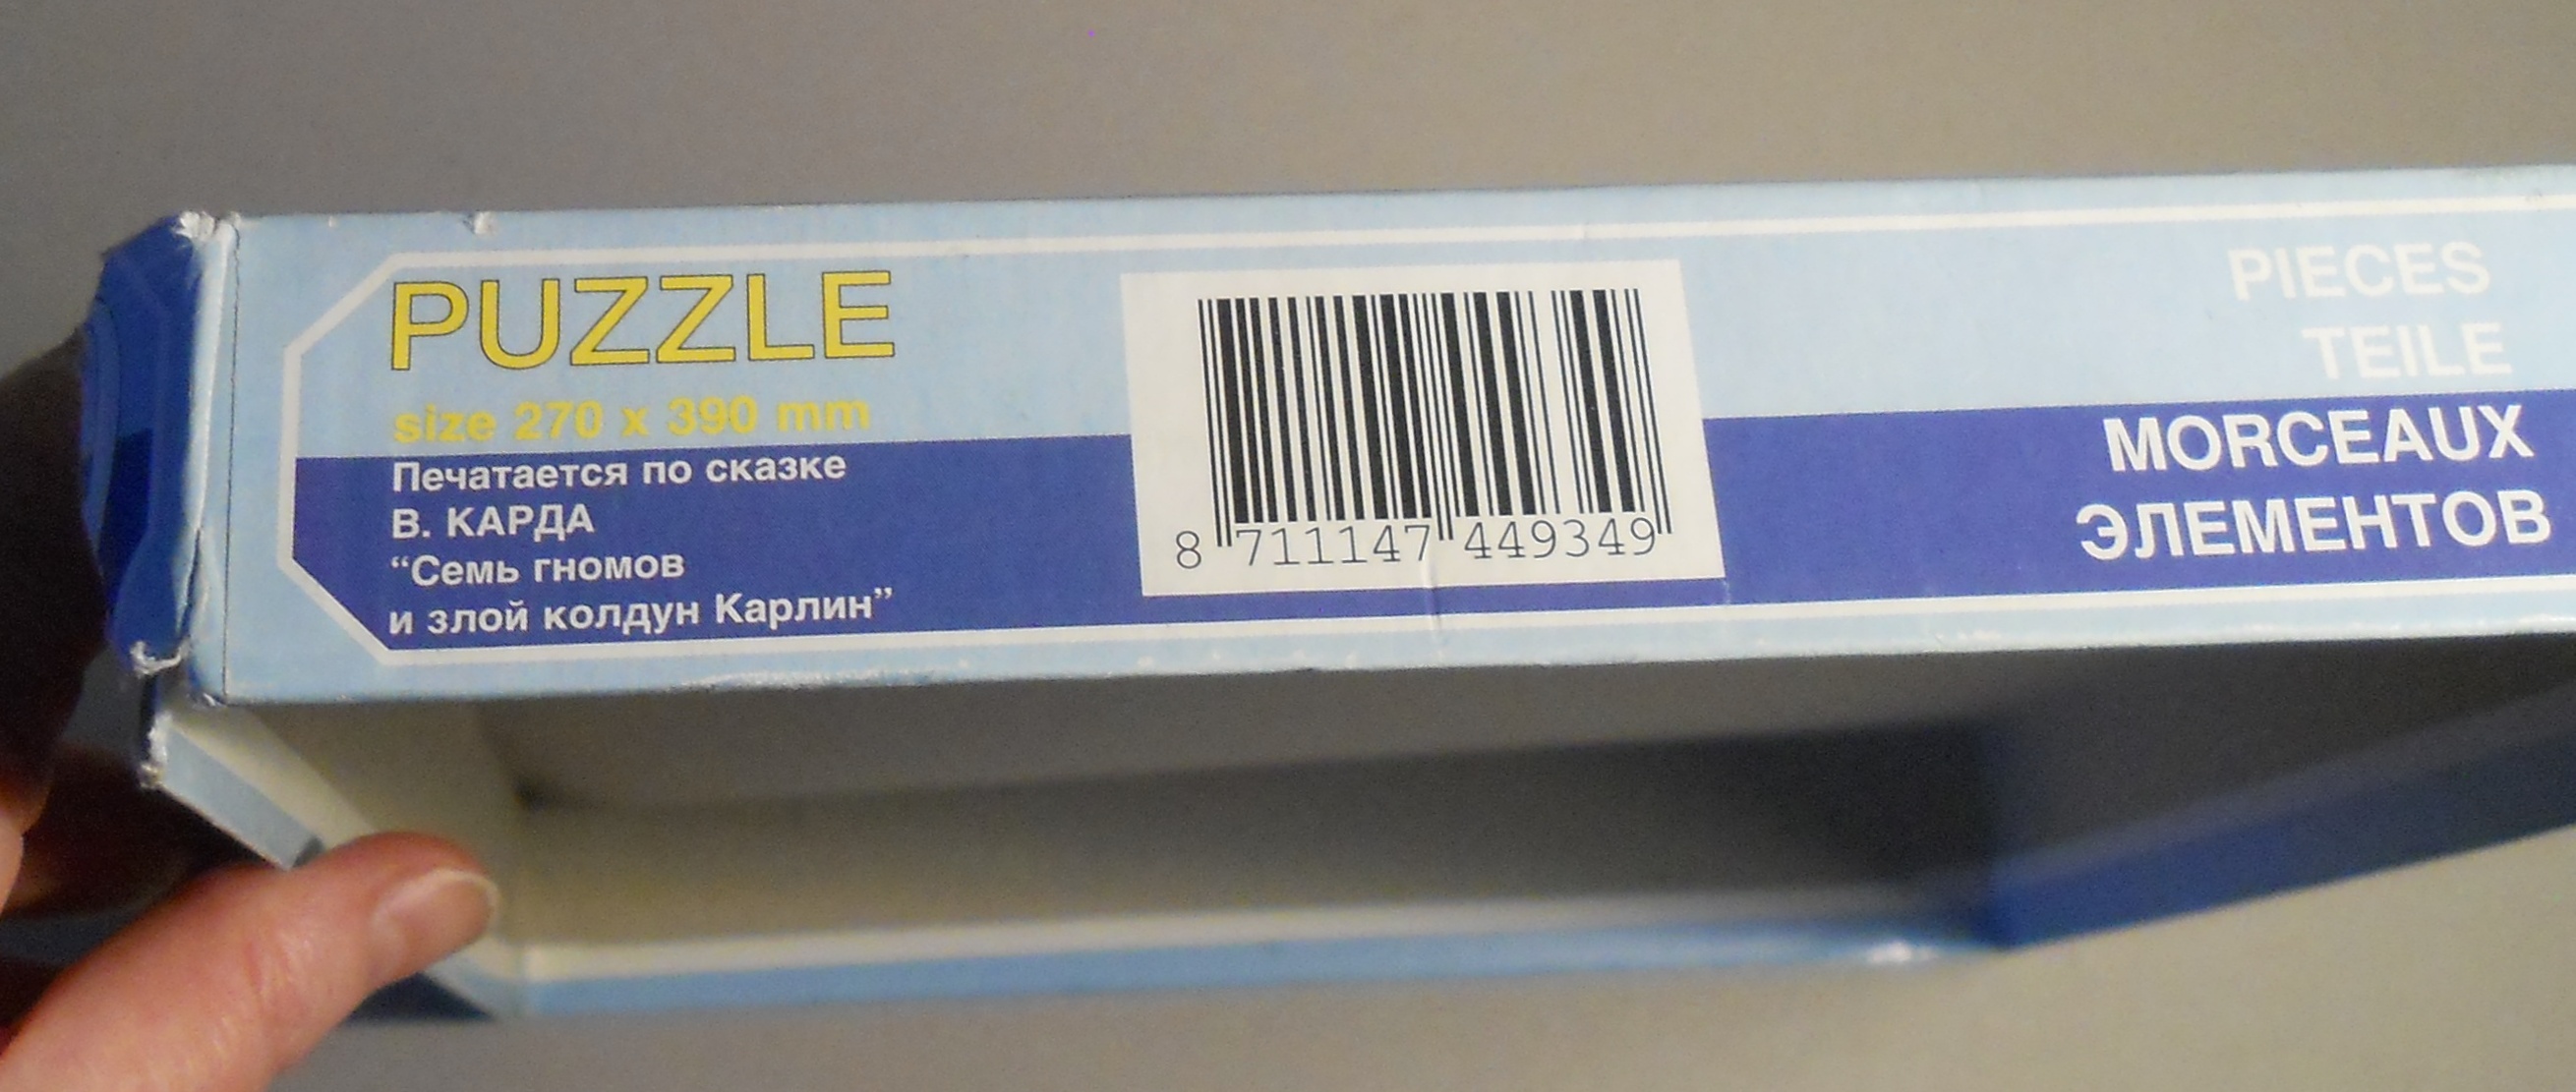 PUZZLE
size 270 x 390 mm
Печатается по сказке
В. КАРДА
“Семь гномов
и злой колдун Карлин”
8 711147 449349
PIECES
TEILE
MORCEAUX
ЭЛЕМЕНТОВ